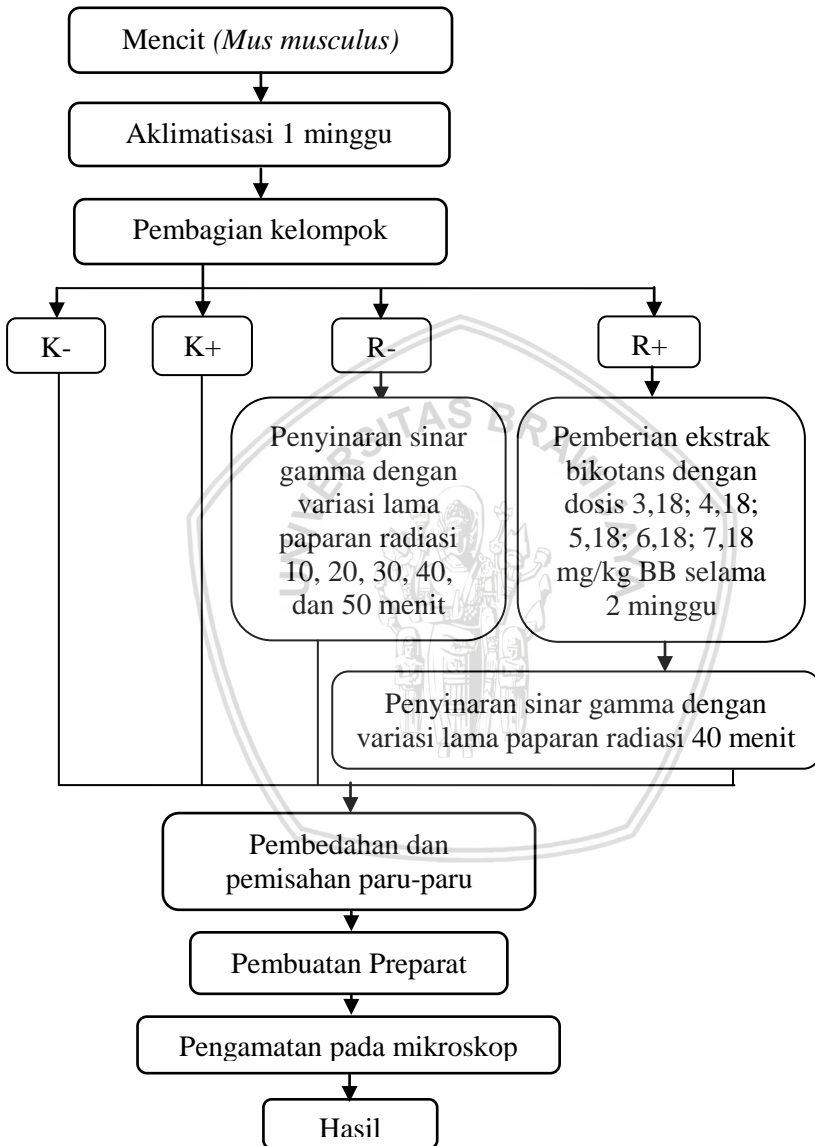 Mencit (Mus musculus)
Aklimatisasi 1 minggu
Pembagian kelompok
K-
K+
R-
R+
Penyinaran sinar
gamma dengan
variasi lama
paparan radiasi
10, 20, 30, 40,
dan 50 menit
Pemberian ekstrak
bikotans dengan
dosis 3,18; 4,18;
5,18; 6,18; 7,18
mg/kg BB selama
2 minggu
Penyinaran sinar gamma dengan
variasi lama paparan radiasi 40 menit
UNIVERSITAS BRAWIJAYA
Pembedahan dan
pemisahan paru-paru
Pembuatan Preparat
Pengamatan pada mikroskop
Hasil